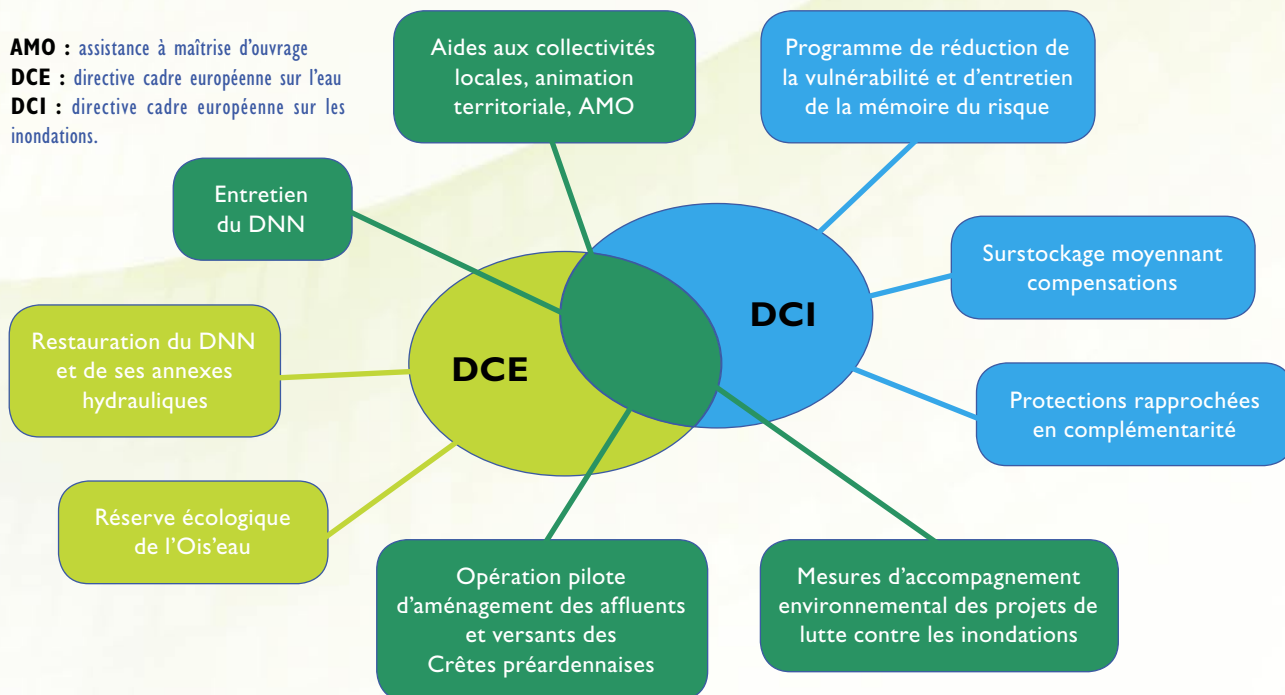 AMO : assistance à maîtrise d'ouvrage
DCE : directive cadre européenne sur l'eau
DCI : directive cadre européenne sur les
inondations.
Aides aux collectivités
locales, animation
territoriale, AMO
Programme de réduction de
la vulnérabilité et d'entretien
de la mémoire du risque
Entretien
du DNN
Surstockage moyennant
compensations
DCI
DCE
Restauration du DNN
et de ses annexes
hydrauliques
Protections rapprochées
en complémentarité
Réserve écologique
de l'Ois'eau
Opération pilote
d'aménagement des affluents
et versants des
Crêtes préardennaises
Mesures d'accompagnement
environnemental des projets de
lutte contre les inondations